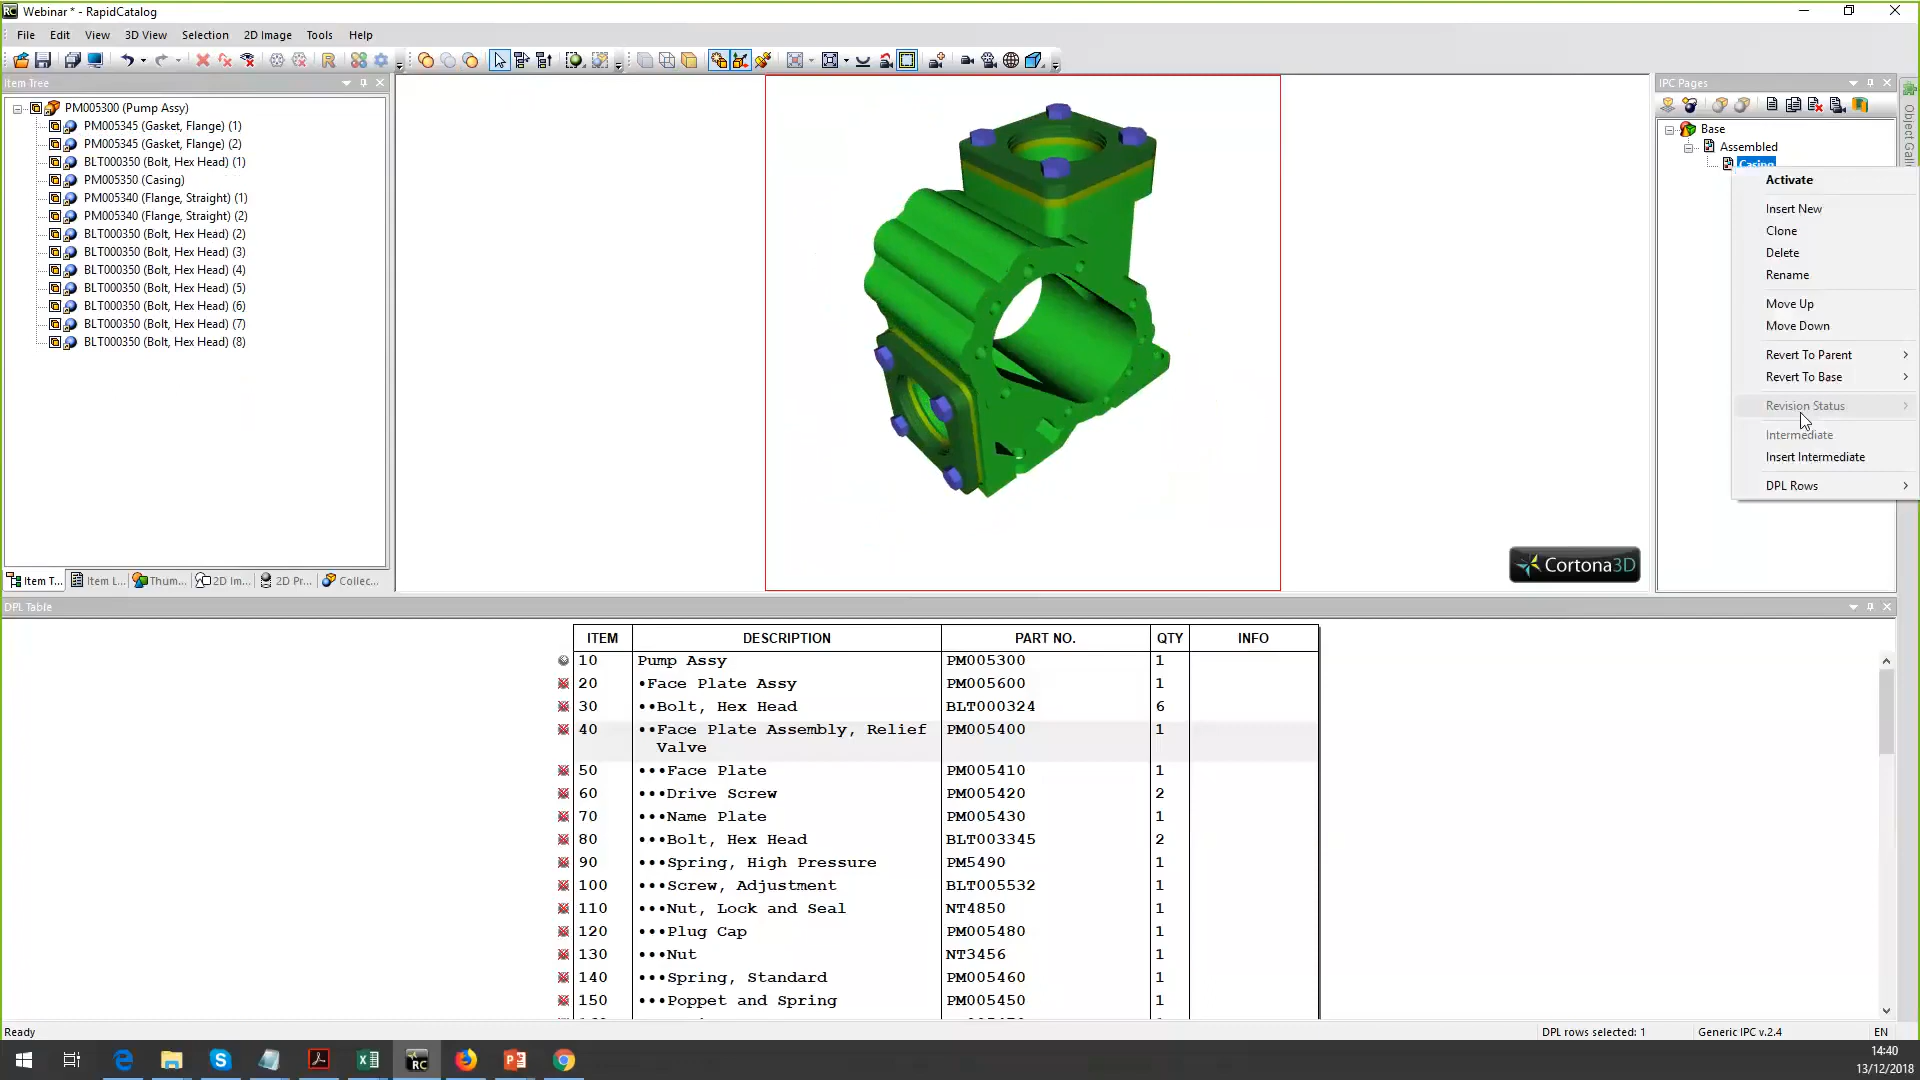 Webinar * - RapidCatalog
File Edit View 3D View Selection 2D Image Tools Help
Item Tree
PM005300 (Pump Assy)
PM005345 (Gasket, Flange) (1)
PM005345 (Gasket, Flange) (2)
BLT000350 (Bolt, Hex Head) (1)
PM005350 (Casing)
PM005340 (Flange, Straight) (1)
PM005340 (Flange, Straight) (2)
BLT000350 (Bolt, Hex Head) (2)
BLT000350 (Bolt, Hex Head) (3)
BLT000350 (Bolt, Hex Head) (4)
BLT000350 (Bolt, Hex Head) (5)
BLT000350 (Bolt, Hex Head) (6)
BLT000350 (Bolt, Hex Head) (7)
BLT000350 (Bolt, Hex Head) (8)
Item T... Item L... Thum... 2D Im... 2D Pr... Collec...
Cortona3D
IPC Pages
Base
Assembled
Casing
Activate
Insert New
Clone
Delete
Rename
Move Up
Move Down
Revert To Parent
Revert To Base
Revision Status
Intermediate
Insert Intermediate
DPL Rows
DPL Table
ITEM DESCRIPTION PART NO. QTY INFO
10 Pump Assy PM005300 1
20 •Face Plate Assy PM005600 1
30 ••Bolt, Hex Head BLT000324 6
40 ••Face Plate Assembly, Relief PM005400 1
Valve
50 •••Face Plate PM005410 1
60 •••Drive Screw PM005420 2
70 •••Name Plate PM005430 1
80 •••Bolt, Hex Head BLT003345 2
90 •••Spring, High Pressure PM5490 1
100 •••Screw, Adjustment BLT005532 1
110 •••Nut, Lock and Seal NT4850 1
120 •••Plug Cap PM005480 1
130 •••Nut NT3456 1
140 •••Spring, Standard PM005460 1
150 •••Poppet and Spring PM005450 1
Ready DPL rows selected: 1 Generic IPC v.2.4 EN
14:40
13/12/2018